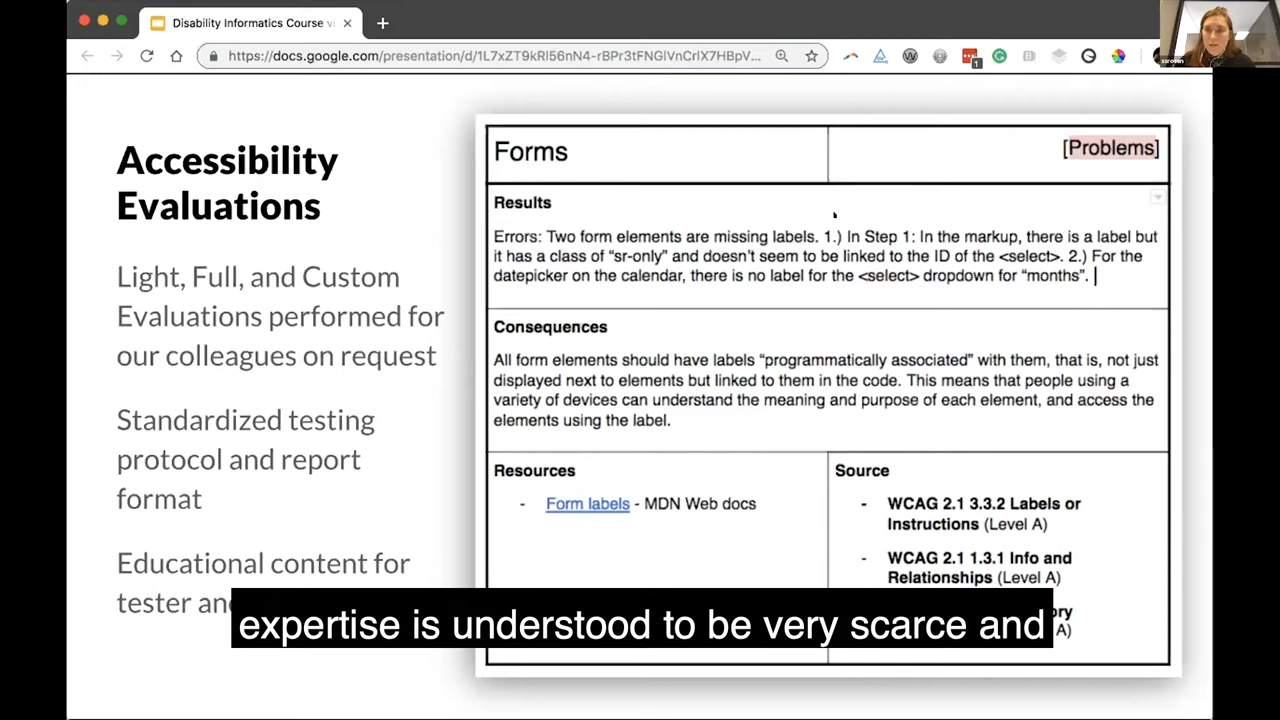 Disability Informatics Course v
https://docs.google.com/presentation/d/1L7xZT9kRl56nN4-rBPr3tFNGlVnCrlX7HBpV...
1
ssrosen
Accessibility
Evaluations
Light, Full, and Custom
Evaluations performed for
our colleagues on request
Standardized testing
protocol and report
format
Educational content for
tester
Forms
[Problems]
Results
Errors: Two form elements are missing labels. 1.) In Step 1: In the markup, there is a label but
it has a class of “sr-only” and doesn’t seem to be linked to the ID of the <select>. 2.) For the
datepicker on the calendar, there is no label for the <select> dropdown for “months”.
Consequences
All form elements should have labels “programmatically associated” with them, that is, not just
displayed next to elements but linked to them in the code. This means that people using a
variety of devices can understand the meaning and purpose of each element, and access the
elements using the label.
Resources
- Form labels - MDN Web docs
Source
- WCAG 2.1 3.3.2 Labels or
Instructions (Level A)
- WCAG 2.1 1.3.1 Info and
Relationships (Level A)
A)
expertise is understood to be very scarce and